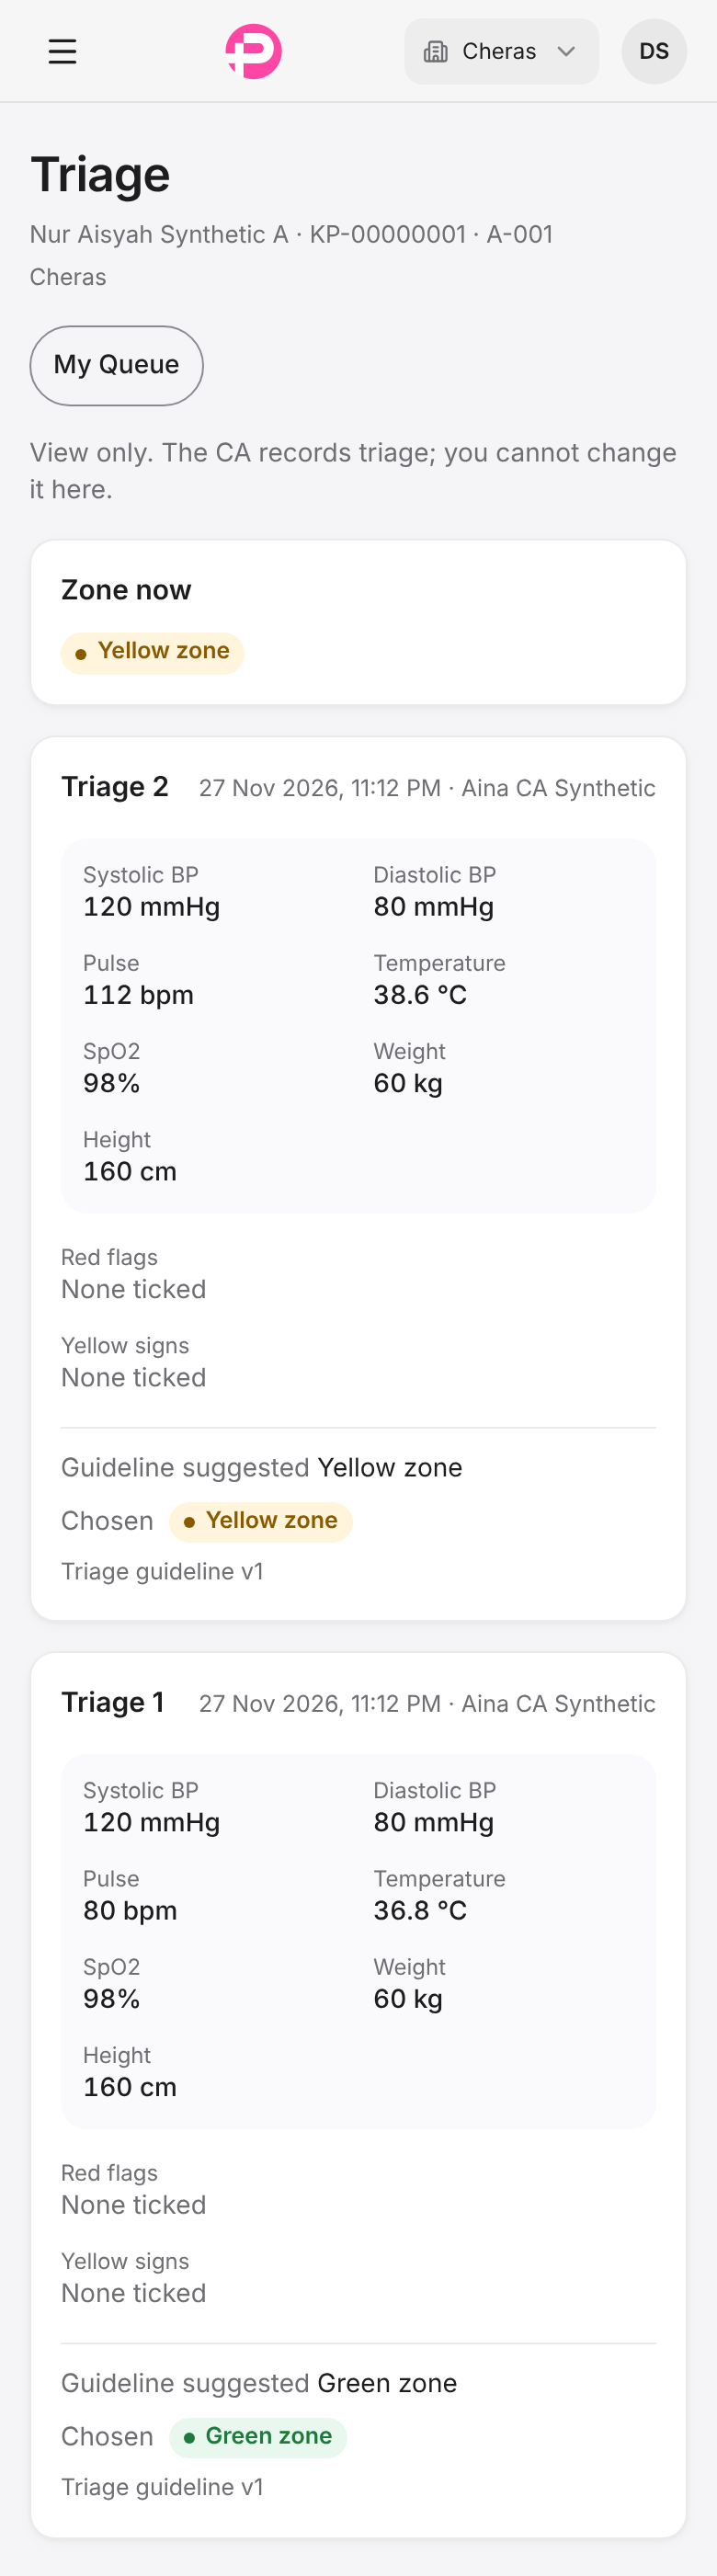 Cheras
DS
Triage
Nur Aisyah Synthetic A · KP-00000001 · A-001
Cheras
My Queue
View only. The CA records triage; you cannot change
it here.
Zone now
Yellow zone
Triage 2 27 Nov 2026, 11:12 PM · Aina CA Synthetic
Systolic BP Diastolic BP
120 mmHg 80 mmHg
Pulse Temperature
112 bpm 38.6 °C
SpO2 Weight
98% 60 kg
Height
160 cm
Red flags
None ticked
Yellow signs
None ticked
Guideline suggested Yellow zone
Chosen Yellow zone
Triage guideline v1
Triage 1 27 Nov 2026, 11:12 PM · Aina CA Synthetic
Systolic BP Diastolic BP
120 mmHg 80 mmHg
Pulse Temperature
80 bpm 36.8 °C
SpO2 Weight
98% 60 kg
Height
160 cm
Red flags
None ticked
Yellow signs
None ticked
Guideline suggested Green zone
Chosen Green zone
Triage guideline v1